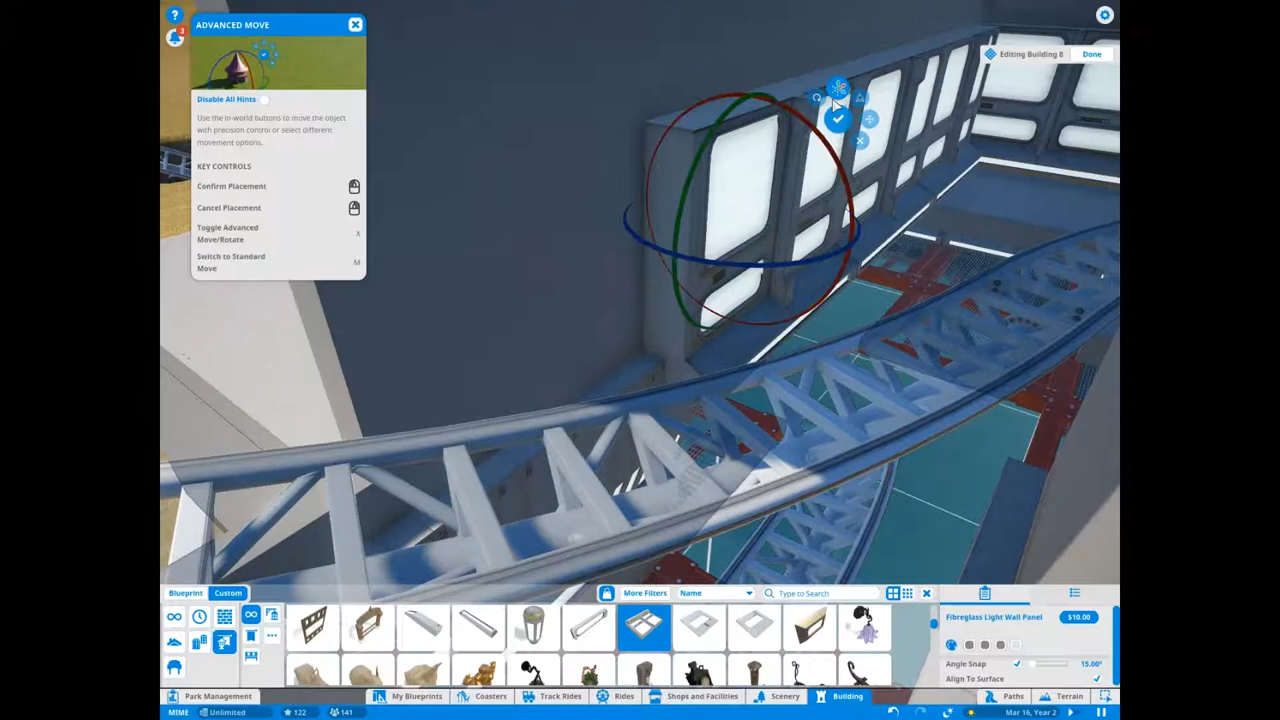 ?
3
ADVANCED MOVE
Disable All Hints
Use the in-world buttons to move the object
with precision control or select different
movement options.
KEY CONTROLS
Confirm Placement
Cancel Placement
Toggle Advanced
Move/Rotate
X
Switch to Standard
Move
M
Editing Building 8
Done
Blueprint
Custom
More Filters
Name
Type to Search
Fibreglass Light Wall Panel
$10.00
Angle Snap
15.00°
Align To Surface
Park Management
My Blueprints
Coasters
Track Rides
Rides
Shops and Facilities
Scenery
Building
Paths
Terrain
MIME
Unlimited
122
141
Mar 16, Year 2